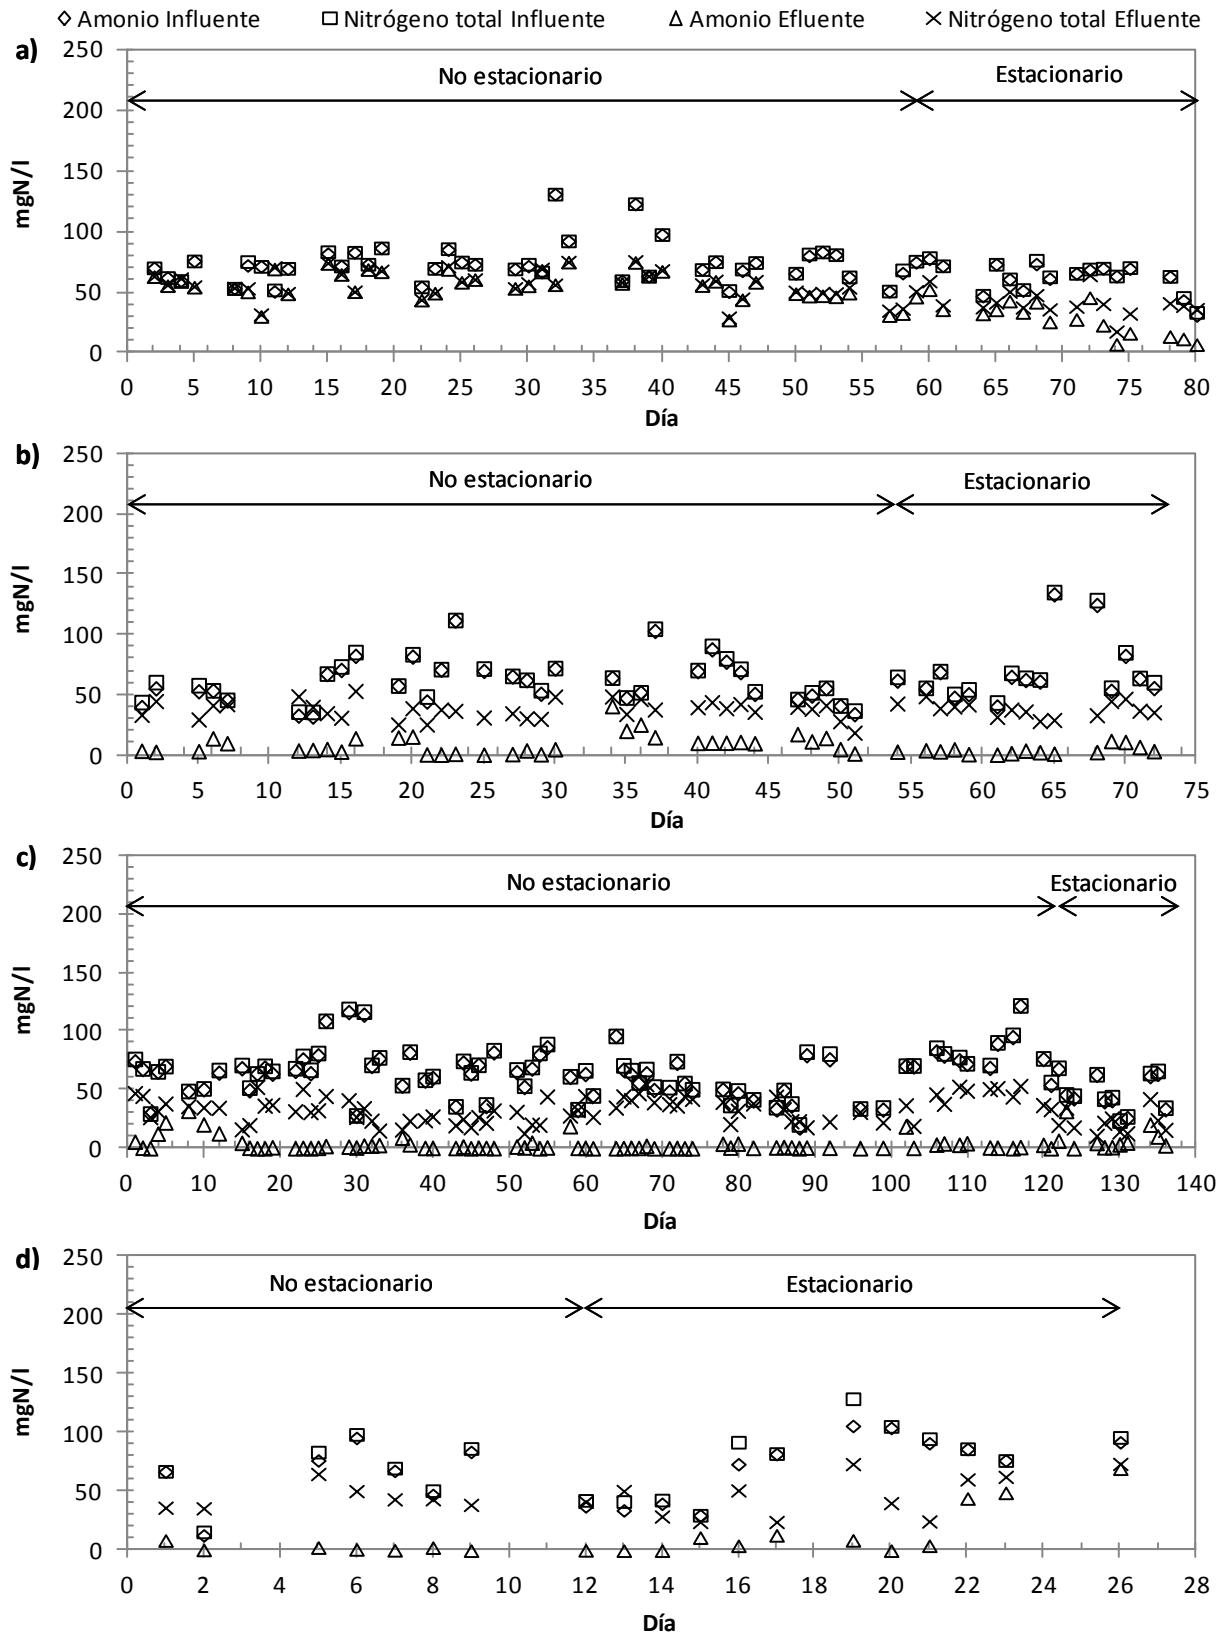 Amonio Influente Nitrógeno total Influente Amonio Efluente Nitrógeno total Efluente
a)
250
200
150
100
50
0
mgN/l
No estacionario Estacionario
0 5 10 15 20 25 30 35 40 45 50 55 60 65 70 75 80
Día
b)
250
200
150
100
50
0
mgN/l
No estacionario Estacionario
0 5 10 15 20 25 30 35 40 45 50 55 60 65 70 75
Día
c)
250
200
150
100
50
0
mgN/l
No estacionario Estacionario
0 10 20 30 40 50 60 70 80 90 100 110 120 130 140
Día
d)
250
200
150
100
50
0
mgN/l
No estacionario Estacionario
0 2 4 6 8 10 12 14 16 18 20 22 24 26 28
Día